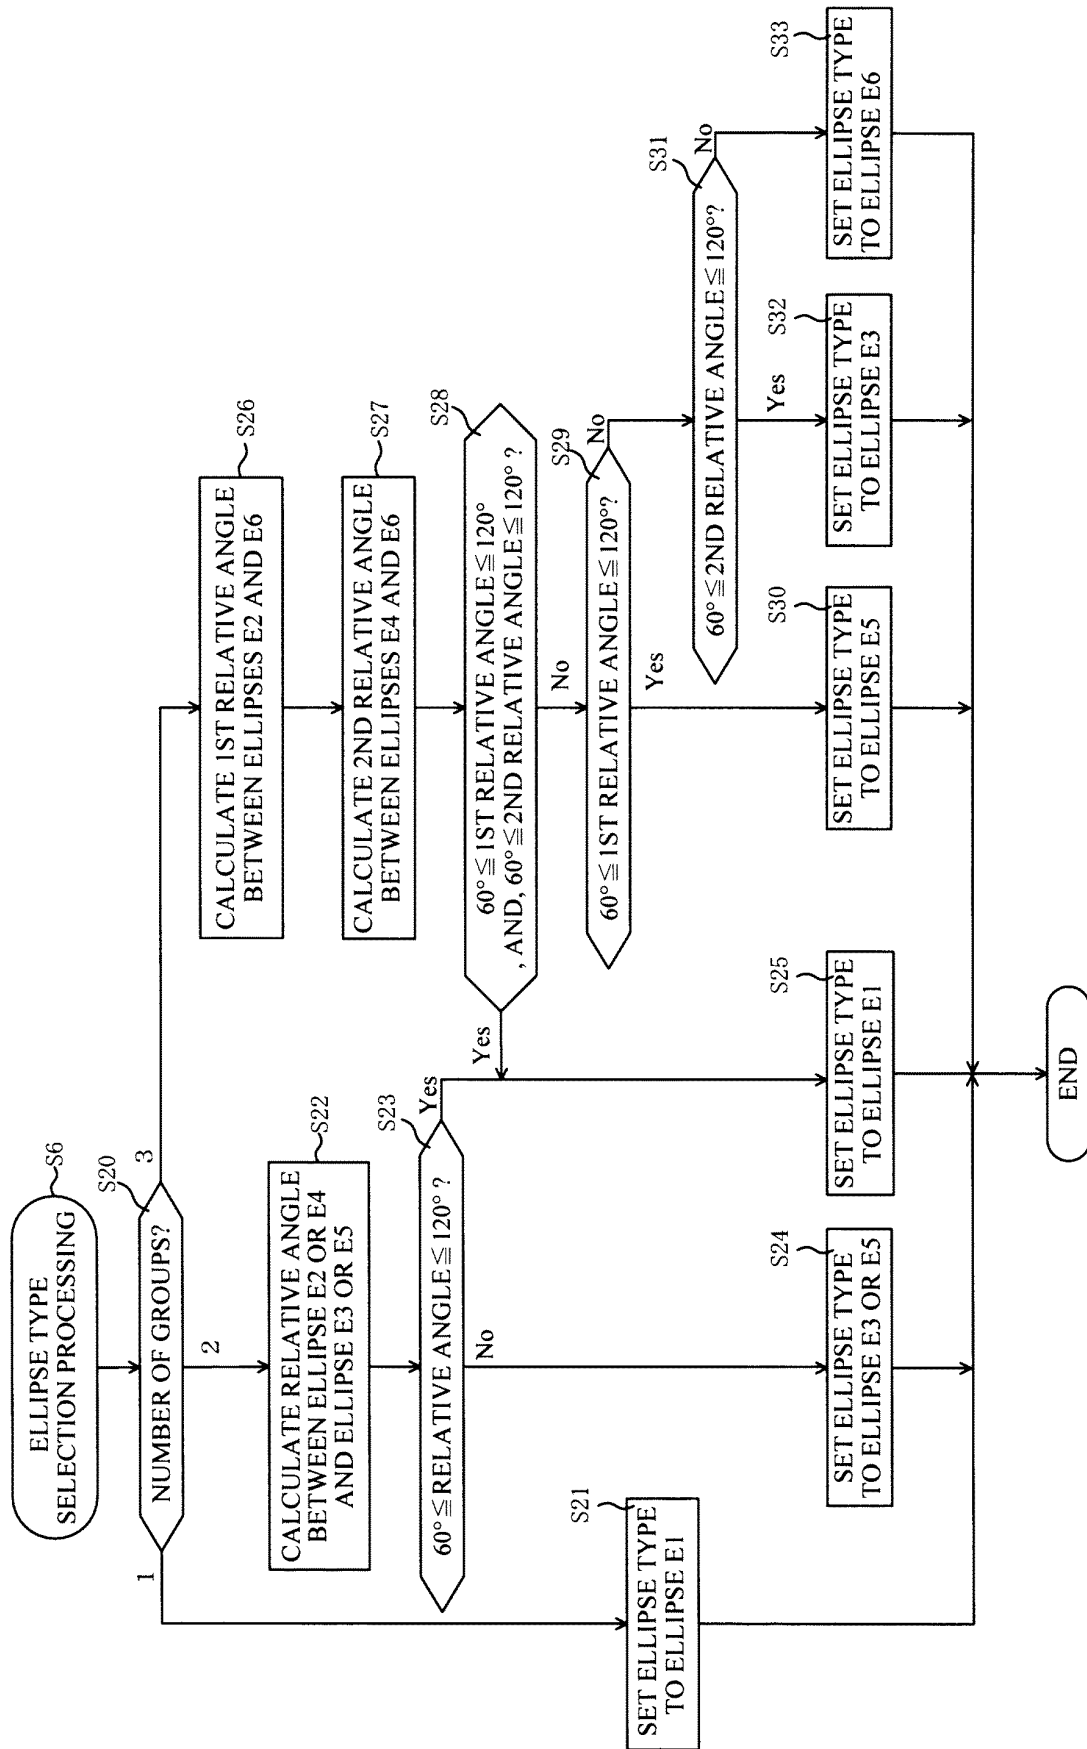 ELLIPSE TYPE
SELECTION PROCESSING
S6
NUMBER OF GROUPS?
S20
1
2
3
SET ELLIPSE TYPE
TO ELLIPSE E1
S21
CALCULATE RELATIVE ANGLE
BETWEEN ELLIPSE E2 OR E4
AND ELLIPSE E3 OR E5
S22
60°≦RELATIVE ANGLE≦120°?
S23
No
Yes
SET ELLIPSE TYPE
TO ELLIPSE E3 OR E5
S24
SET ELLIPSE TYPE
TO ELLIPSE E1
S25
CALCULATE 1ST RELATIVE ANGLE
BETWEEN ELLIPSES E2 AND E6
S26
CALCULATE 2ND RELATIVE ANGLE
BETWEEN ELLIPSES E4 AND E6
S27
60°≦1ST RELATIVE ANGLE≦120°
, AND, 60°≦2ND RELATIVE ANGLE≦120°?
S28
Yes
No
60°≦1ST RELATIVE ANGLE≦120°?
S29
Yes
No
SET ELLIPSE TYPE
TO ELLIPSE E5
S30
60°≦2ND RELATIVE ANGLE≦120°?
S31
Yes
No
SET ELLIPSE TYPE
TO ELLIPSE E3
S32
SET ELLIPSE TYPE
TO ELLIPSE E6
S33
END